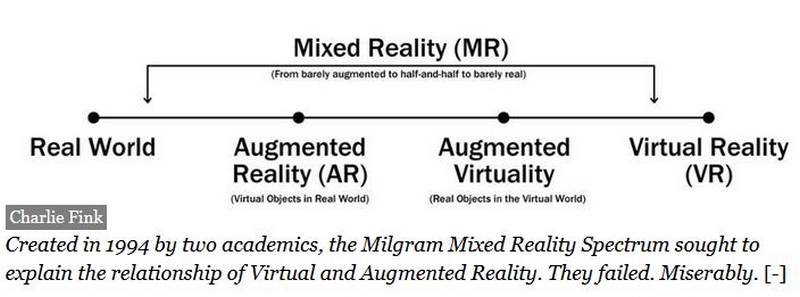 Mixed Reality (MR)
(From barely augmented to half-and-half to barely real)
Real World
Augmented
Reality (AR)
(Virtual Objects in Real World)
Augmented
Virtuality
(Real Objects in the Virtual World)
Virtual Reality
(VR)
Charlie Fink
Created in 1994 by two academics, the Milgram Mixed Reality Spectrum sought to
explain the relationship of Virtual and Augmented Reality. They failed. Miserably. [-]